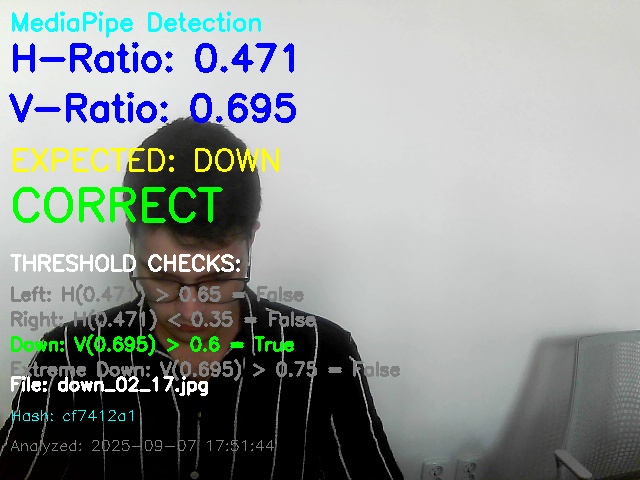 MediaPipe Detection
H-Ratio: 0.471
V-Ratio: 0.695
EXPECTED: DOWN
CORRECT
THRESHOLD CHECKS:
Left: H(0.471) > 0.65 = False
Right: H(0.471) < 0.35 = False
Down: V(0.695) > 0.6 = True
Extreme Down: V(0.695) > 0.75 = False
File: down_02_17.jpg
Hash: cf7412a1
Analyzed: 2025-09-07 17:51:44